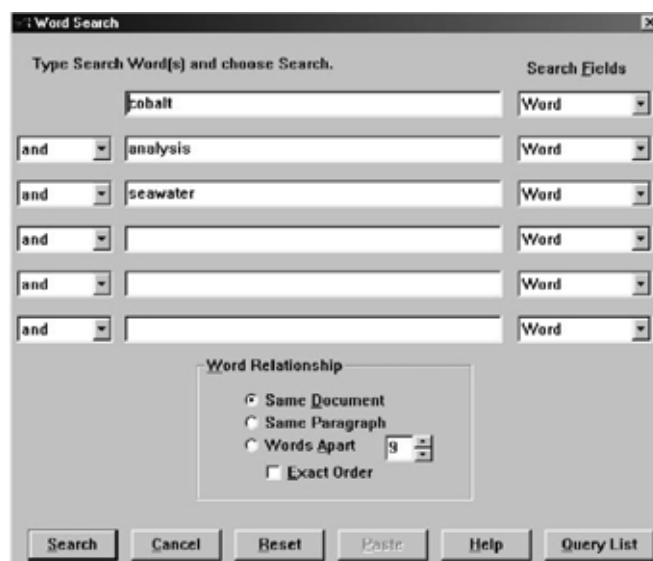 Word Search
Type Search Word(s) and choose Search.
Search Fields
cobalt Word
and analysis Word
and seawater Word
and Word
and Word
and Word
Word Relationship
Same Document
Same Paragraph
Words Apart 9
Exact Order
Search Cancel Reset Paste Help Query List